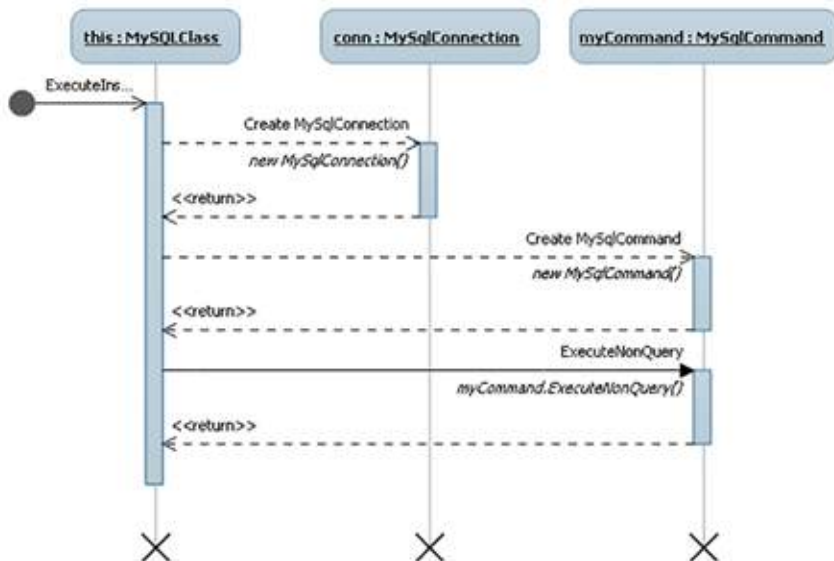 this : MySQLClass
conn : MySqlConnection
myCommand : MySqlCommand
ExecuteIns...
Create MySqlConnection
new MySqlConnection()
<<return>>
Create MySqlCommand
new MySqlCommand()
<<return>>
ExecuteNonQuery
myCommand.ExecuteNonQuery()
<<return>>